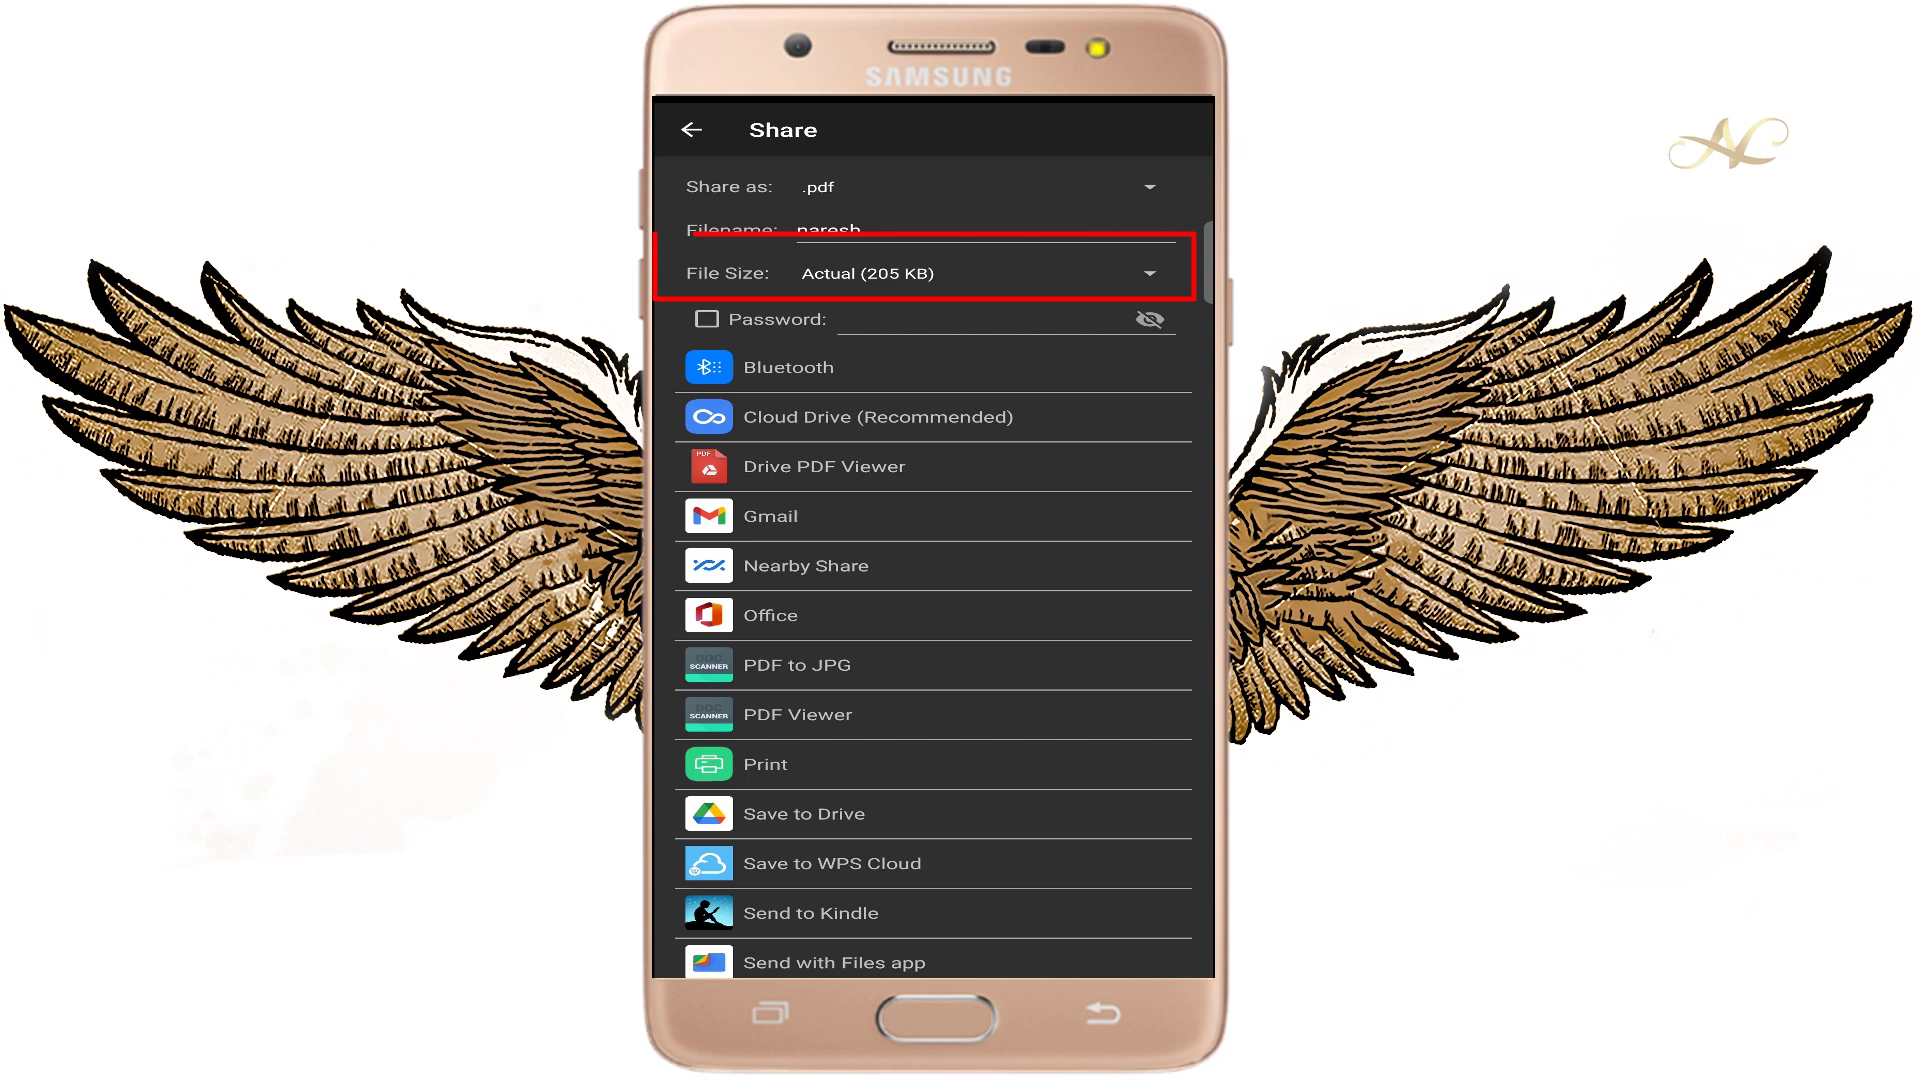 SAMSUNG
Share
Share as: .pdf
Filename: naresh
File Size: Actual (205 KB)
Password:
Bluetooth
Cloud Drive (Recommended)
PDF
Drive PDF Viewer
Gmail
Nearby Share
Office
DOC
SCANNER
PDF to JPG
DOC
SCANNER
PDF Viewer
Print
Save to Drive
Save to WPS Cloud
Send to Kindle
Send with Files app